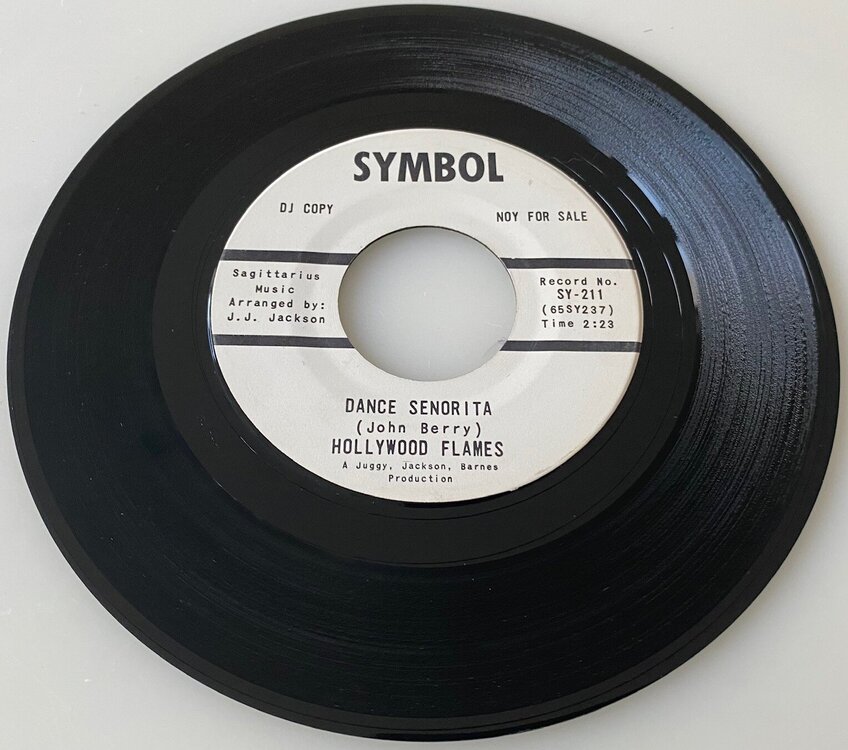 SYMBOL
DJ COPY
NOY FOR SALE
Sagittarius
Music
Arranged by:
J.J. Jackson
Record No.
SY-211
(65SY237)
Time 2:23
DANCE SENORITA
(John Berry)
HOLLYWOOD FLAMES
A Juggy, Jackson, Barnes
Production